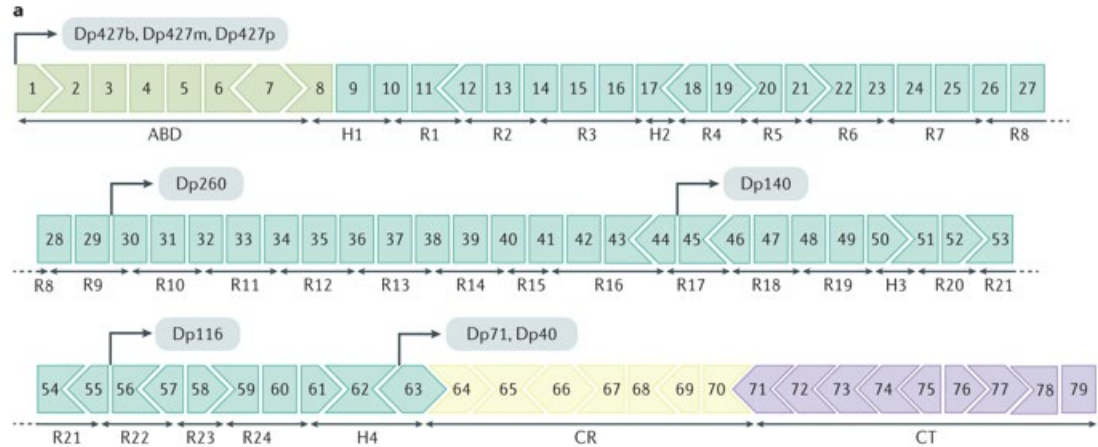 a
Dp427b, Dp427m, Dp427p
1 2 3 4 5 6 7 8 9 10 11 12 13 14 15 16 17 18 19 20 21 22 23 24 25 26 27
ABD H1 R1 R2 R3 H2 R4 R5 R6 R7 R8
Dp260 Dp140
28 29 30 31 32 33 34 35 36 37 38 39 40 41 42 43 44 45 46 47 48 49 50 51 52 53
R8 R9 R10 R11 R12 R13 R14 R15 R16 R17 R18 R19 H3 R20 R21
Dp116 Dp71, Dp40
54 55 56 57 58 59 60 61 62 63 64 65 66 67 68 69 70 71 72 73 74 75 76 77 78 79
R21 R22 R23 R24 H4 CR CT